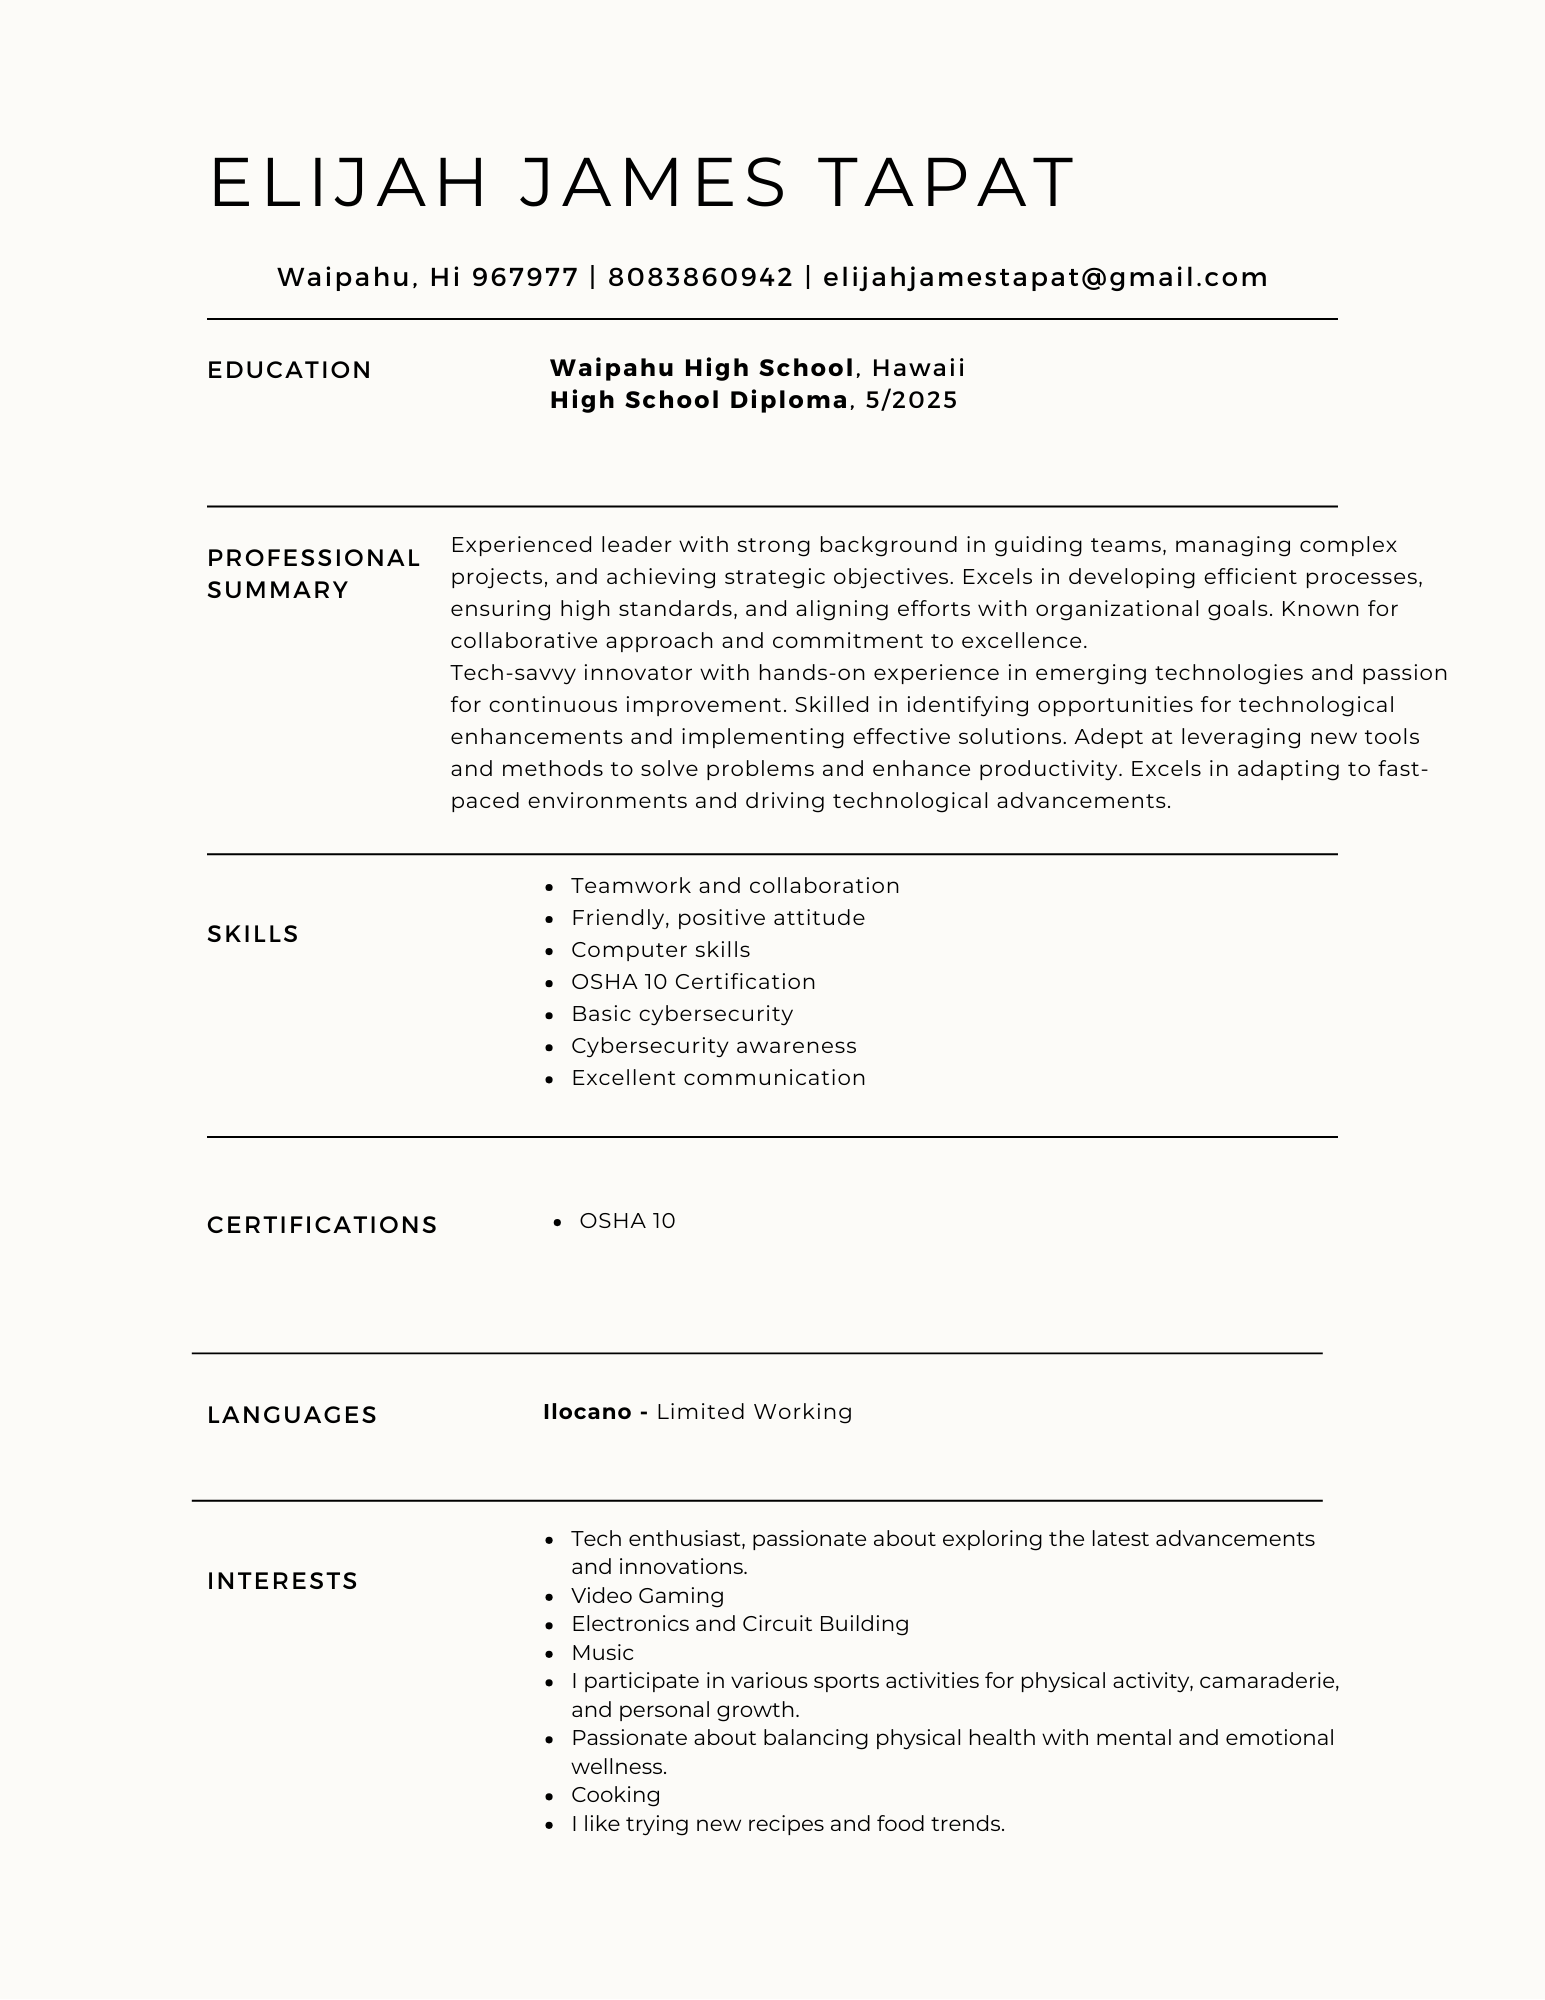 ELIJAH JAMES TAPAT
Waipahu, Hi 967977 | 8083860942 | elijahjamestapat@gmail.com
EDUCATION
Waipahu High School, Hawaii
High School Diploma, 5/2025
PROFESSIONAL
SUMMARY
Experienced leader with strong background in guiding teams, managing complex
projects, and achieving strategic objectives. Excels in developing efficient processes,
ensuring high standards, and aligning efforts with organizational goals. Known for
collaborative approach and commitment to excellence.
Tech-savvy innovator with hands-on experience in emerging technologies and passion
for continuous improvement. Skilled in identifying opportunities for technological
enhancements and implementing effective solutions. Adept at leveraging new tools
and methods to solve problems and enhance productivity. Excels in adapting to fast-
paced environments and driving technological advancements.
SKILLS
• Teamwork and collaboration
• Friendly, positive attitude
• Computer skills
• OSHA 10 Certification
• Basic cybersecurity
• Cybersecurity awareness
• Excellent communication
CERTIFICATIONS
• OSHA 10
LANGUAGES
Ilocano - Limited Working
INTERESTS
• Tech enthusiast, passionate about exploring the latest advancements
and innovations.
• Video Gaming
• Electronics and Circuit Building
• Music
• I participate in various sports activities for physical activity, camaraderie,
and personal growth.
• Passionate about balancing physical health with mental and emotional
wellness.
• Cooking
• I like trying new recipes and food trends.